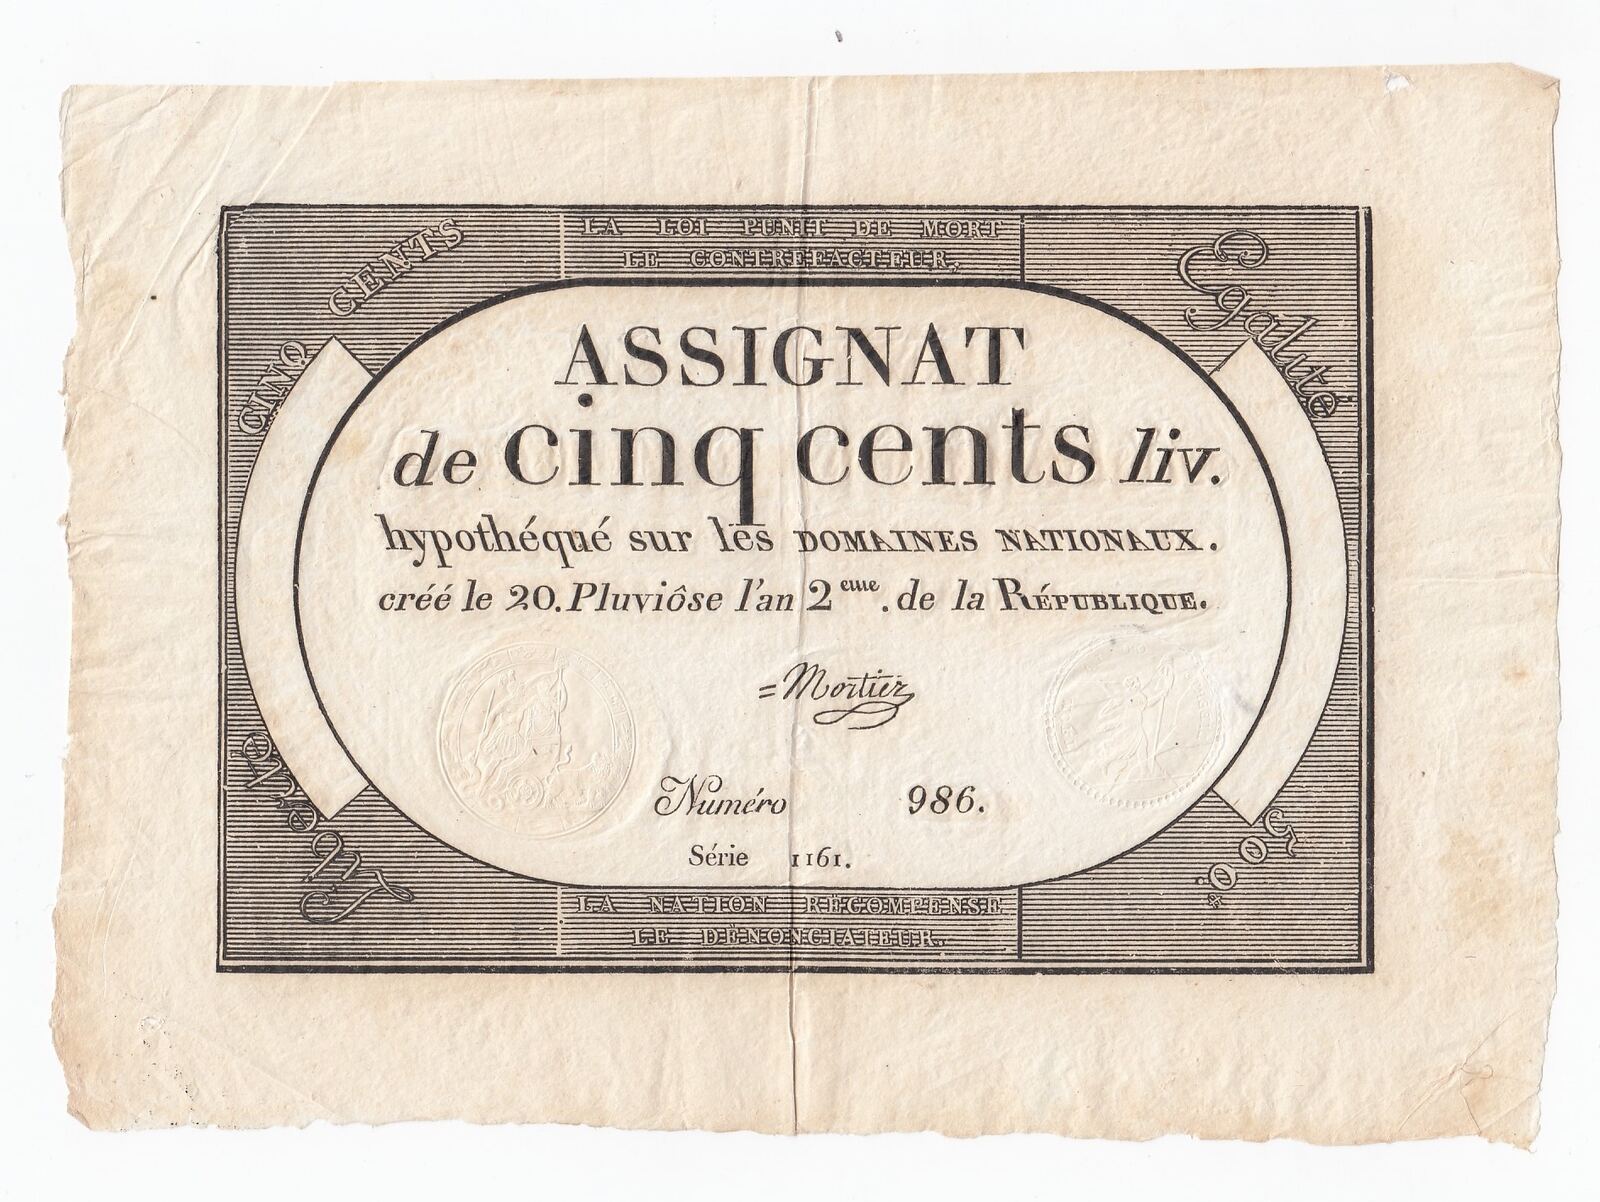 LA LOI PUNIT DE MORT
LE CONTREFACTEUR,
CINQ CENTS
Egalité
ASSIGNAT
de cinq cents liv.
hypothéqué sur les DOMAINES NATIONAUX.
créé le 20. Pluviôse l'an 2eme. de la RÉPUBLIQUE.
=Mortier
Numéro 986.
Série 1161.
Liberté
500.
LA NATION RÉCOMPENSE
LE DÉNONCIATEUR.